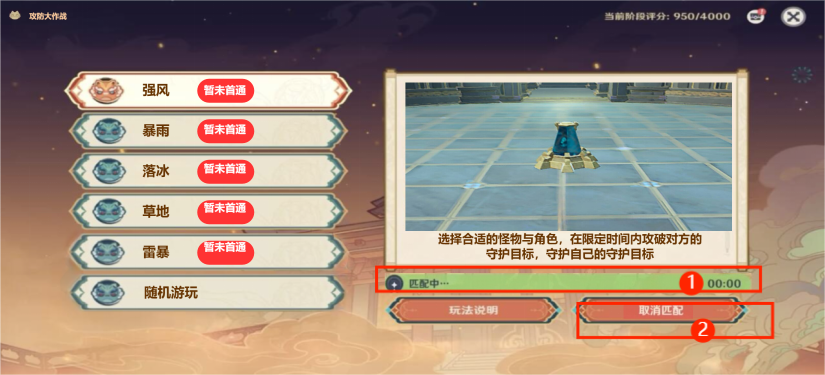 攻防大作战
当前阶段评分: 950/4000
强风
暂未首通
暴雨
暂未首通
落冰
暂未首通
草地
暂未首通
雷暴
暂未首通
随机游玩
选择合适的怪物与角色，在限定时间内攻破对方的
守护目标，守护自己的守护目标
匹配中…
1
00:00
玩法说明
取消匹配
2